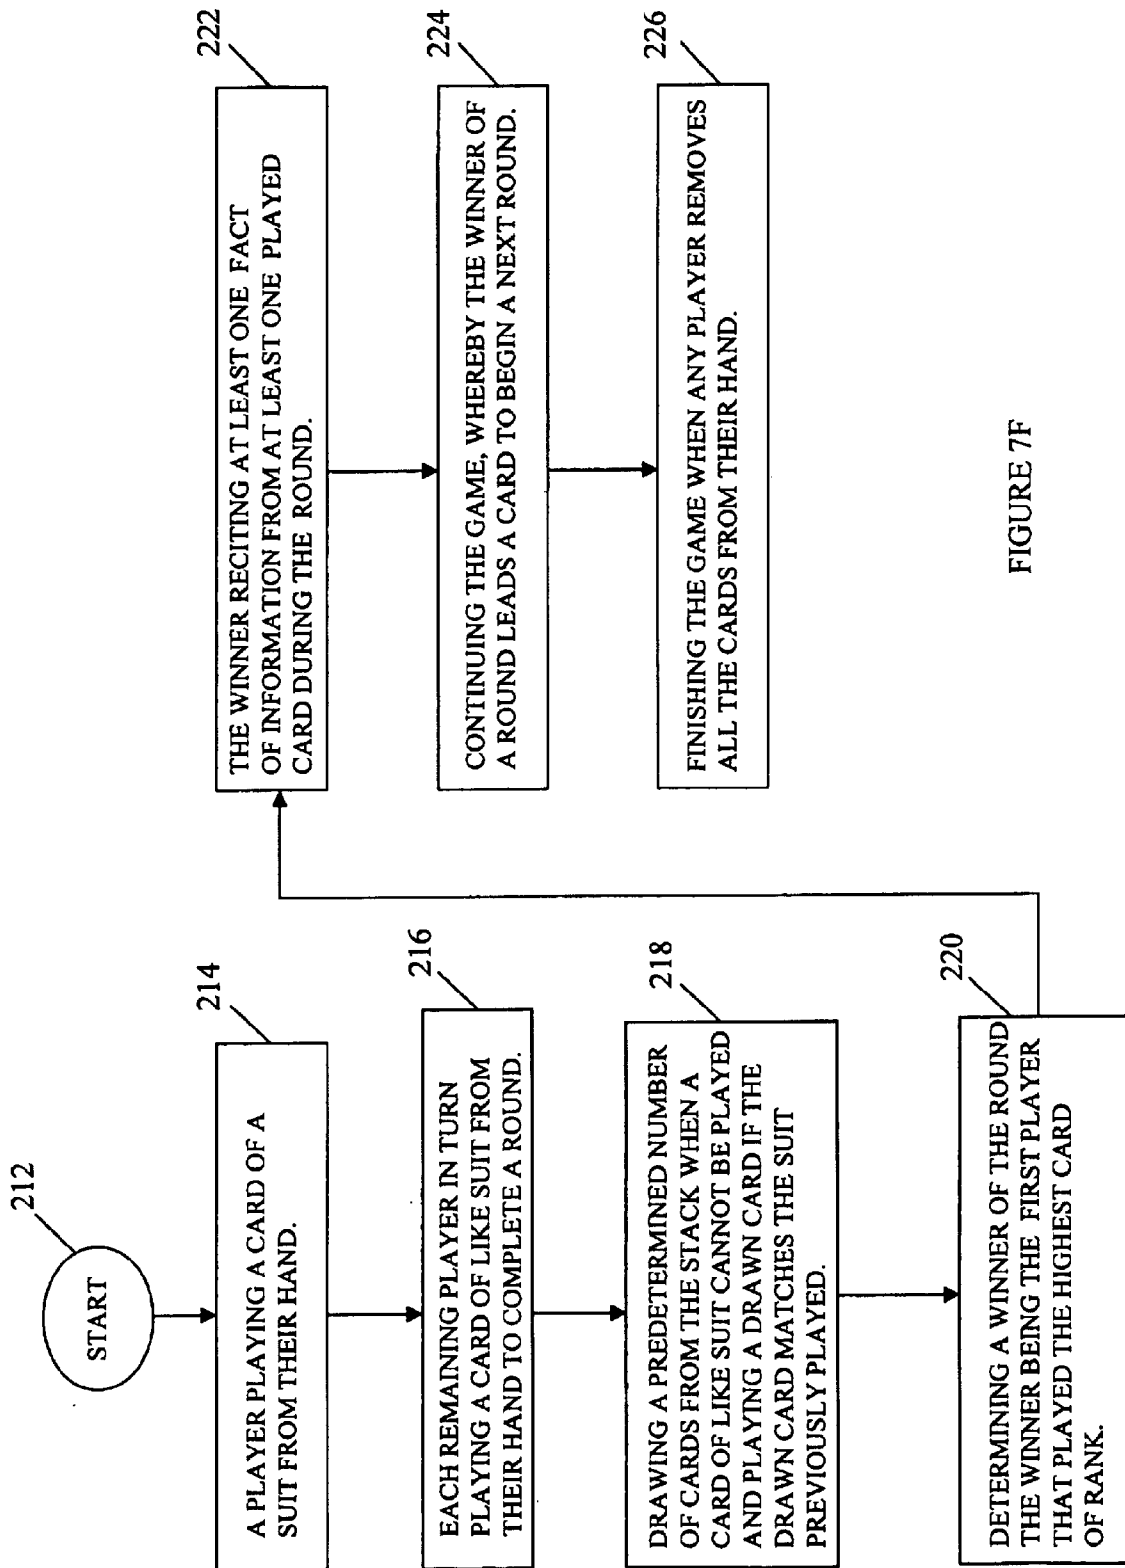 212
START
214
A PLAYER PLAYING A CARD OF A
SUIT FROM THEIR HAND.
216
EACH REMAINING PLAYER IN TURN
PLAYING A CARD OF LIKE SUIT FROM
THEIR HAND TO COMPLETE A ROUND.
218
DRAWING A PREDETERMINED NUMBER
OF CARDS FROM THE STACK WHEN A
CARD OF LIKE SUIT CANNOT BE PLAYED
AND PLAYING A DRAWN CARD IF THE
DRAWN CARD MATCHES THE SUIT
PREVIOUSLY PLAYED.
220
DETERMINING A WINNER OF THE ROUND
THE WINNER BEING THE FIRST PLAYER
THAT PLAYED THE HIGHEST CARD
OF RANK.
222
THE WINNER RECITING AT LEAST ONE FACT
OF INFORMATION FROM AT LEAST ONE PLAYED
CARD DURING THE ROUND.
224
CONTINUING THE GAME, WHEREBY THE WINNER OF
A ROUND LEADS A CARD TO BEGIN A NEXT ROUND.
226
FINISHING THE GAME WHEN ANY PLAYER REMOVES
ALL THE CARDS FROM THEIR HAND.
FIGURE 7F